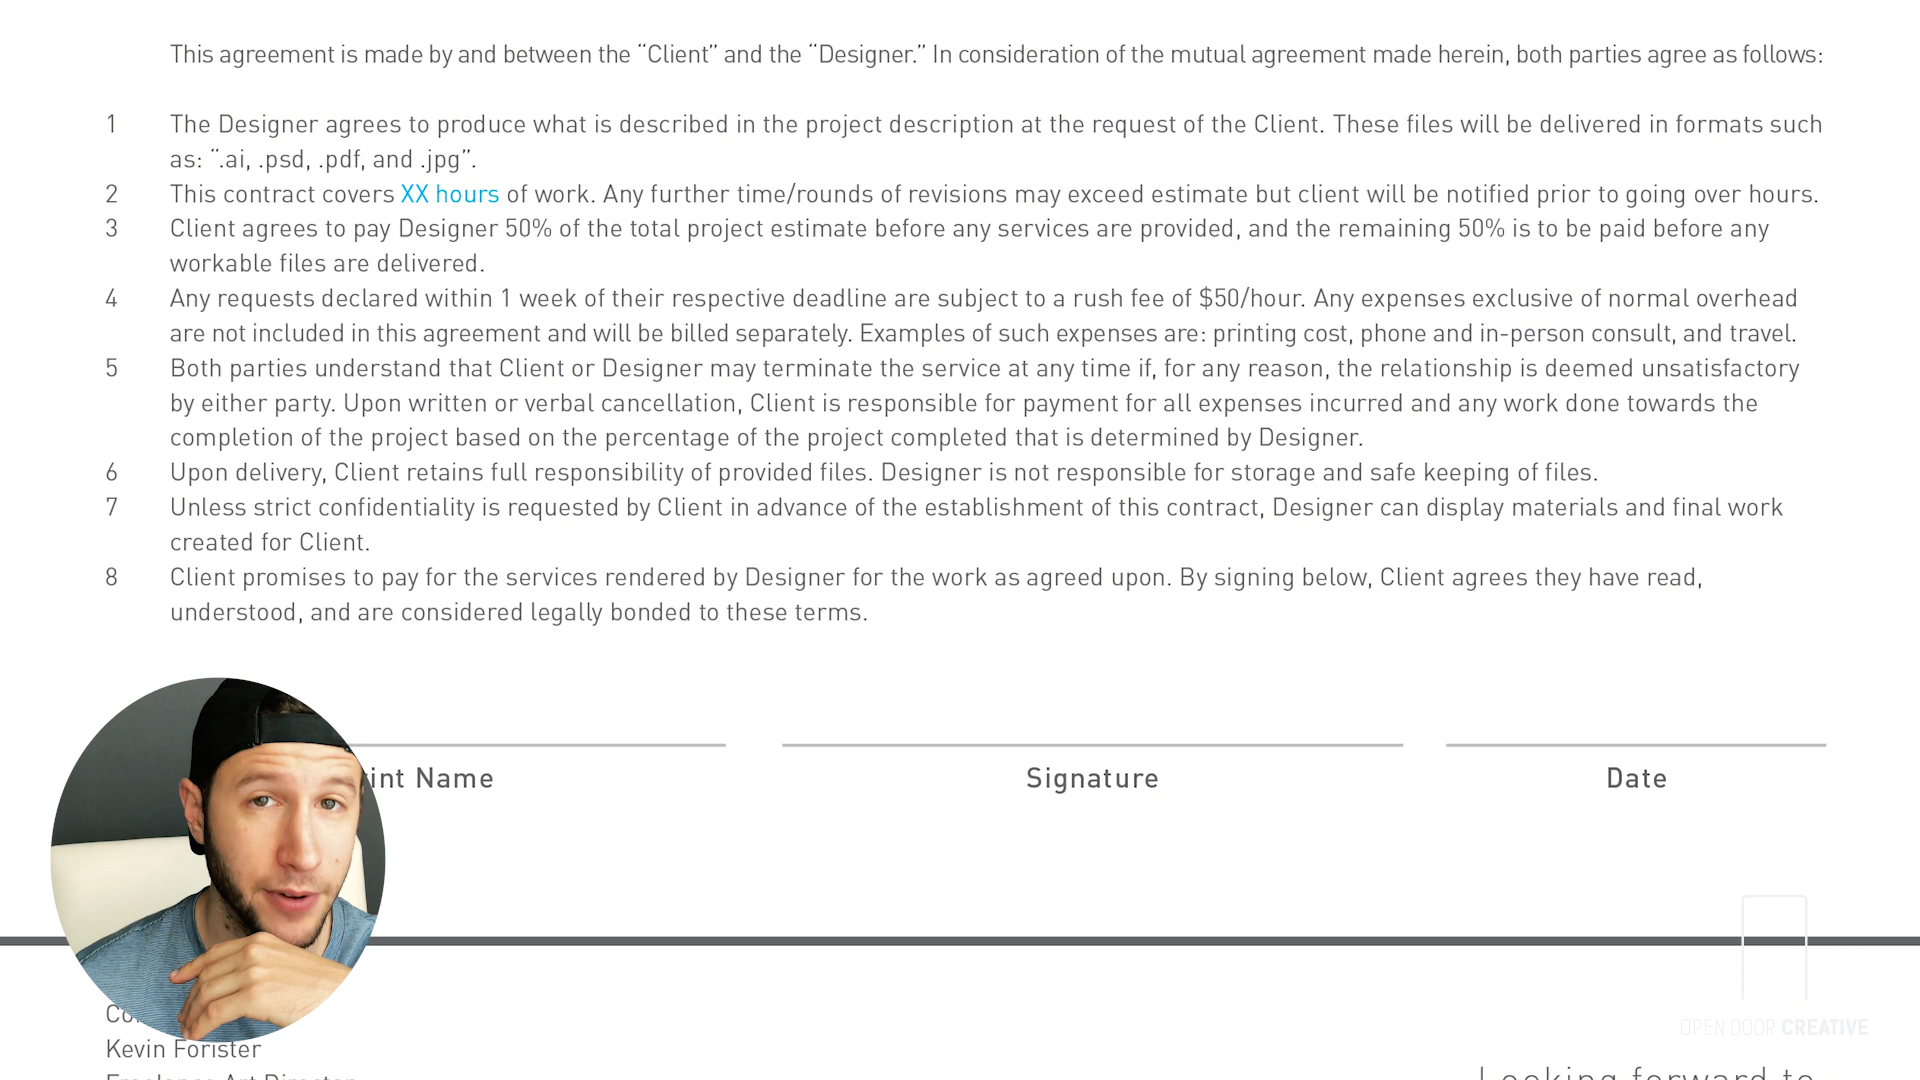 This agreement is made by and between the “Client” and the “Designer.” In consideration of the mutual agreement made herein, both parties agree as follows:
1 The Designer agrees to produce what is described in the project description at the request of the Client. These files will be delivered in formats such
as: “.ai, .psd, .pdf, and .jpg”.
2 This contract covers XX hours of work. Any further time/rounds of revisions may exceed estimate but client will be notified prior to going over hours.
3 Client agrees to pay Designer 50% of the total project estimate before any services are provided, and the remaining 50% is to be paid before any
workable files are delivered.
4 Any requests declared within 1 week of their respective deadline are subject to a rush fee of $50/hour. Any expenses exclusive of normal overhead
are not included in this agreement and will be billed separately. Examples of such expenses are: printing cost, phone and in-person consult, and travel.
5 Both parties understand that Client or Designer may terminate the service at any time if, for any reason, the relationship is deemed unsatisfactory
by either party. Upon written or verbal cancellation, Client is responsible for payment for all expenses incurred and any work done towards the
completion of the project based on the percentage of the project completed that is determined by Designer.
6 Upon delivery, Client retains full responsibility of provided files. Designer is not responsible for storage and safe keeping of files.
7 Unless strict confidentiality is requested by Client in advance of the establishment of this contract, Designer can display materials and final work
created for Client.
8 Client promises to pay for the services rendered by Designer for the work as agreed upon. By signing below, Client agrees they have read,
understood, and are considered legally bonded to these terms.
Name Signature Date
OPEN DOOR CREATIVE
Kevin Forister
Freelance Art Director
Looking forward to